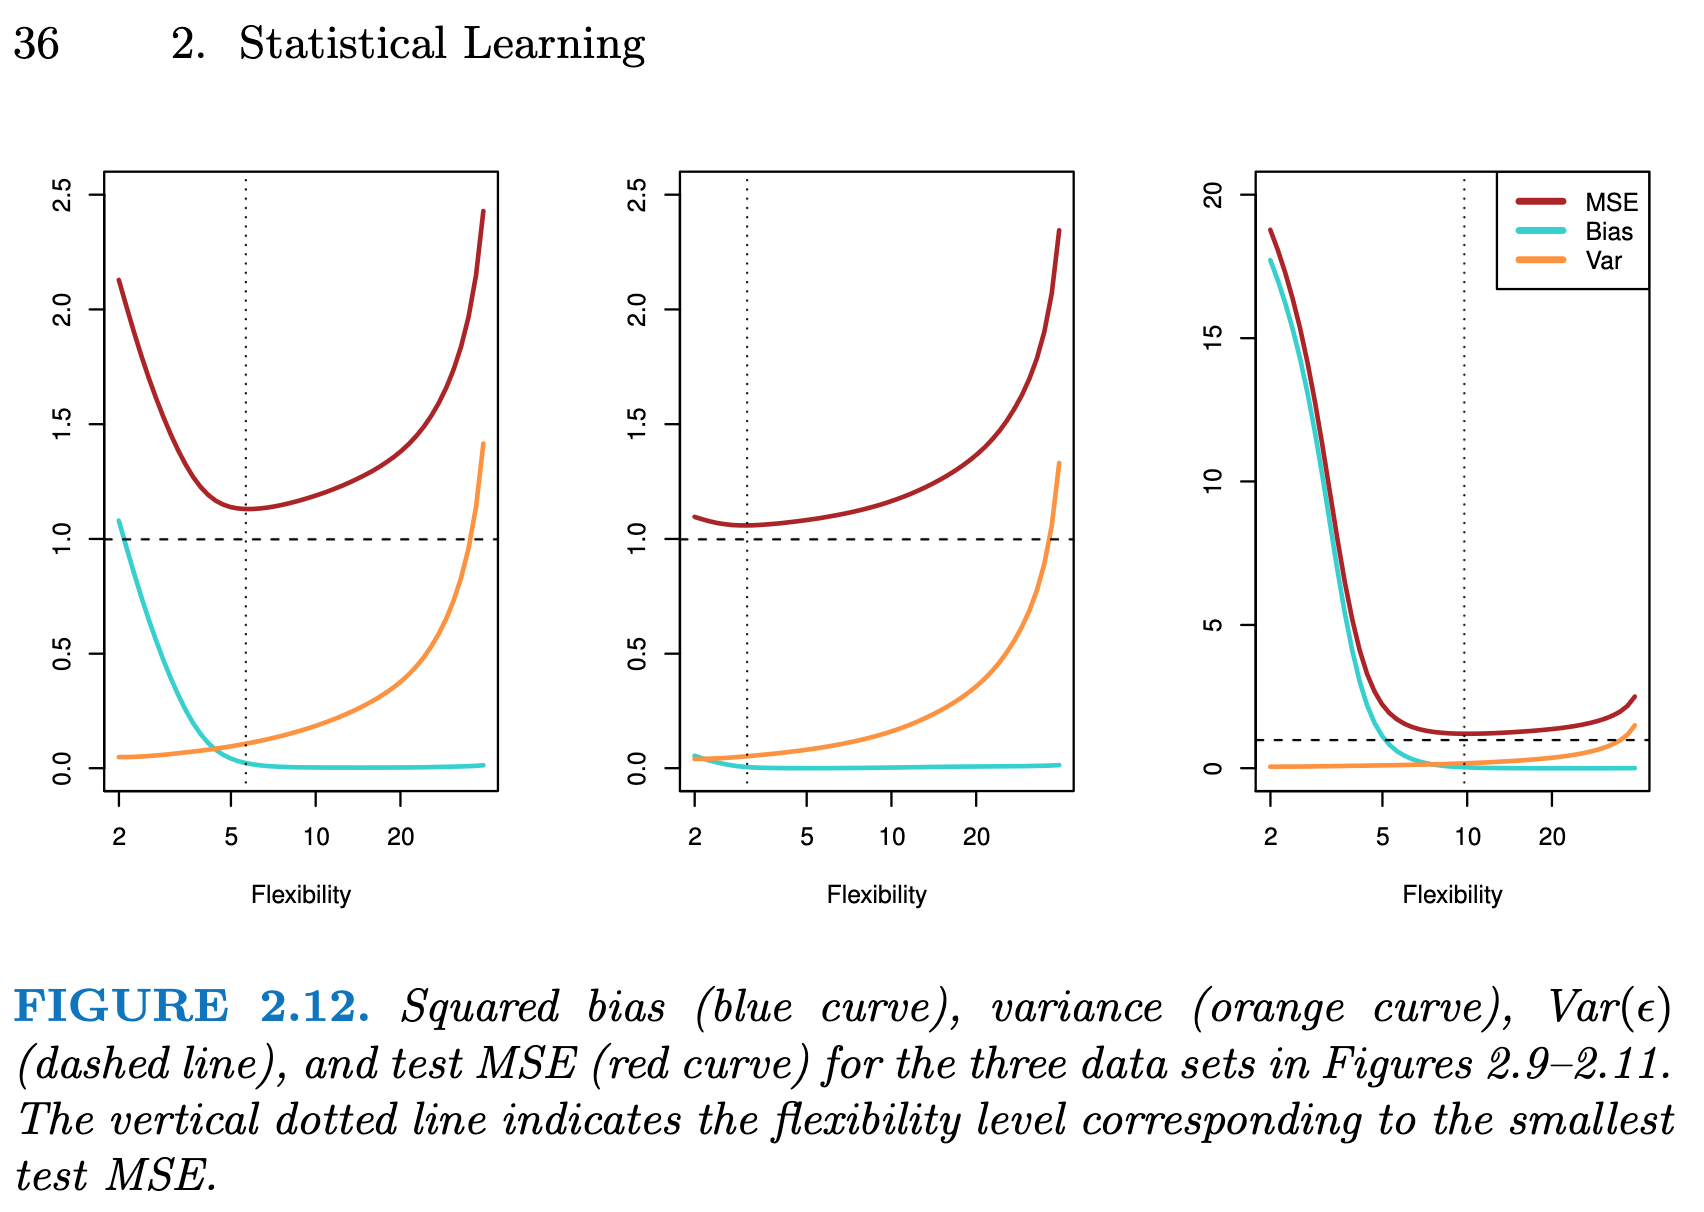 36 2. Statistical Learning
2.5
2.0
1.5
1.0
0.5
0.0
2 5 10 20
Flexibility
2.5
2.0
1.5
1.0
0.5
0.0
2 5 10 20
Flexibility
20
15
10
5
0
2 5 10 20
Flexibility
MSE
Bias
Var
FIGURE 2.12. Squared bias (blue curve), variance (orange curve), Var(ϵ)
(dashed line), and test MSE (red curve) for the three data sets in Figures 2.9–2.11.
The vertical dotted line indicates the flexibility level corresponding to the smallest
test MSE.